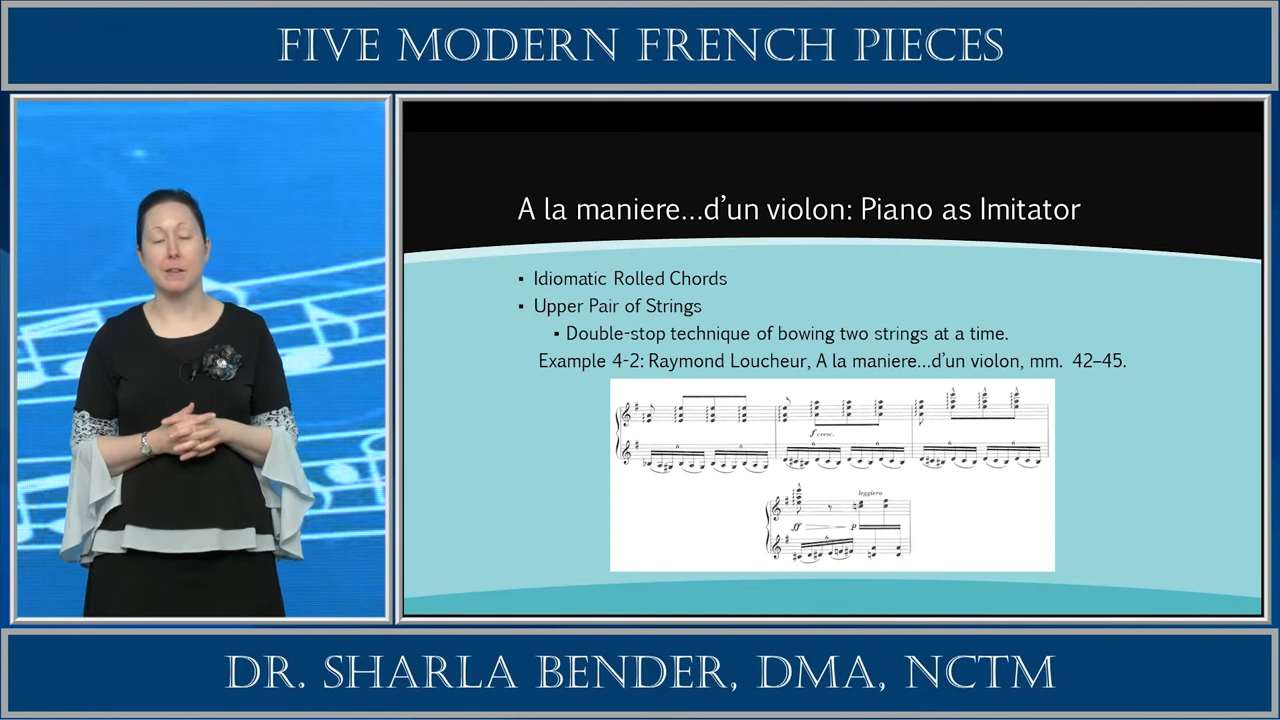 FIVE MODERN FRENCH PIECES
A la maniere...d'un violon: Piano as Imitator
▪ Idiomatic Rolled Chords
▪ Upper Pair of Strings
▪ Double-stop technique of bowing two strings at a time.
Example 4-2: Raymond Loucheur, A la maniere...d'un violon, mm. 42–45.
f cresc.
leggiero
ff
p
DR. SHARLA BENDER, DMA, NCTM